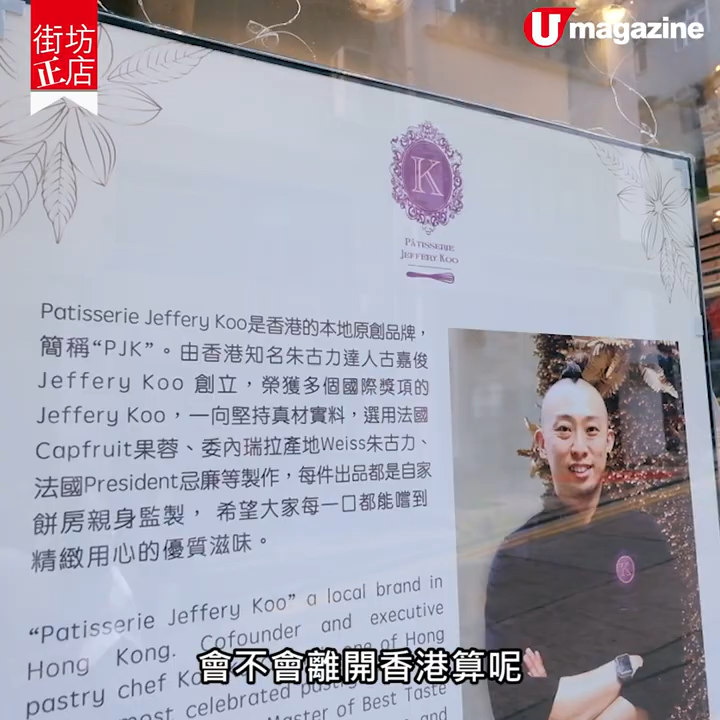 街坊
正店
U magazine
K
PÂTISSERIE
JEFFERY KOO
Patisserie Jeffery Koo是香港的本地原創品牌，
簡稱“PJK”。由香港知名朱古力達人古嘉俊
Jeffery Koo 創立，榮獲多個國際獎項的
Jeffery Koo，一向堅持真材實料，選用法國
Capfruit果蓉、委內瑞拉產地Weiss朱古力、
法國President忌廉等製作，每件出品都是自家
餅房親身監製， 希望大家每一口都能嚐到
精緻用心的優質滋味。
K
“Patisserie Jeffery Koo” a local brand in
Hong Kong. Cofounder and executive
pastry chef of Hong
most celebrated
Master of Best Taste
and
會不會離開香港算呢